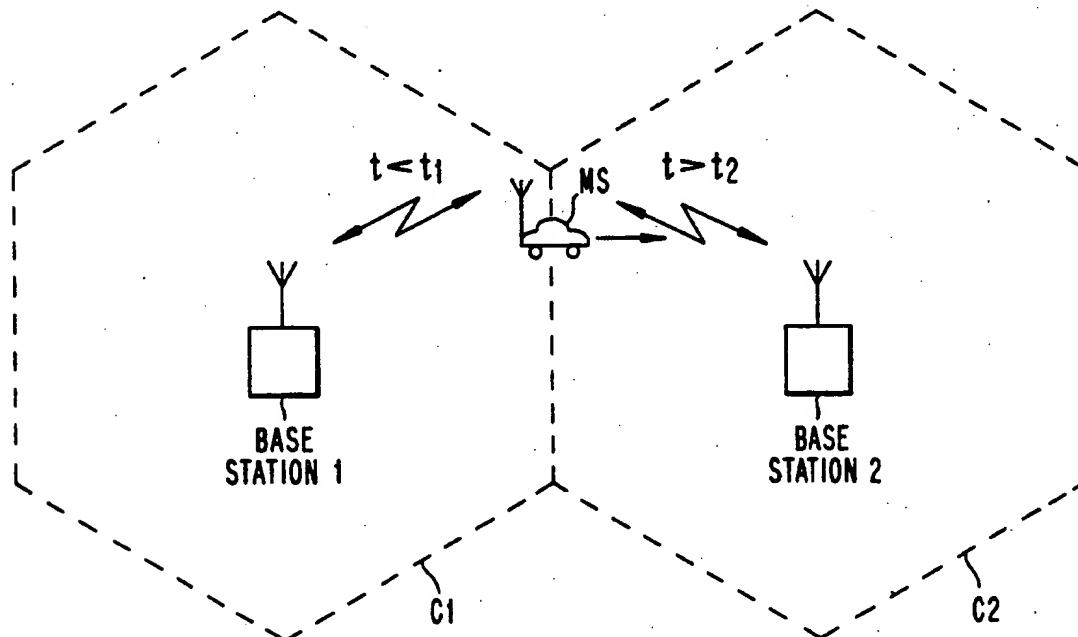 t<t1
MS
t>t2
BASE
STATION 1
BASE
STATION 2
C1
C2